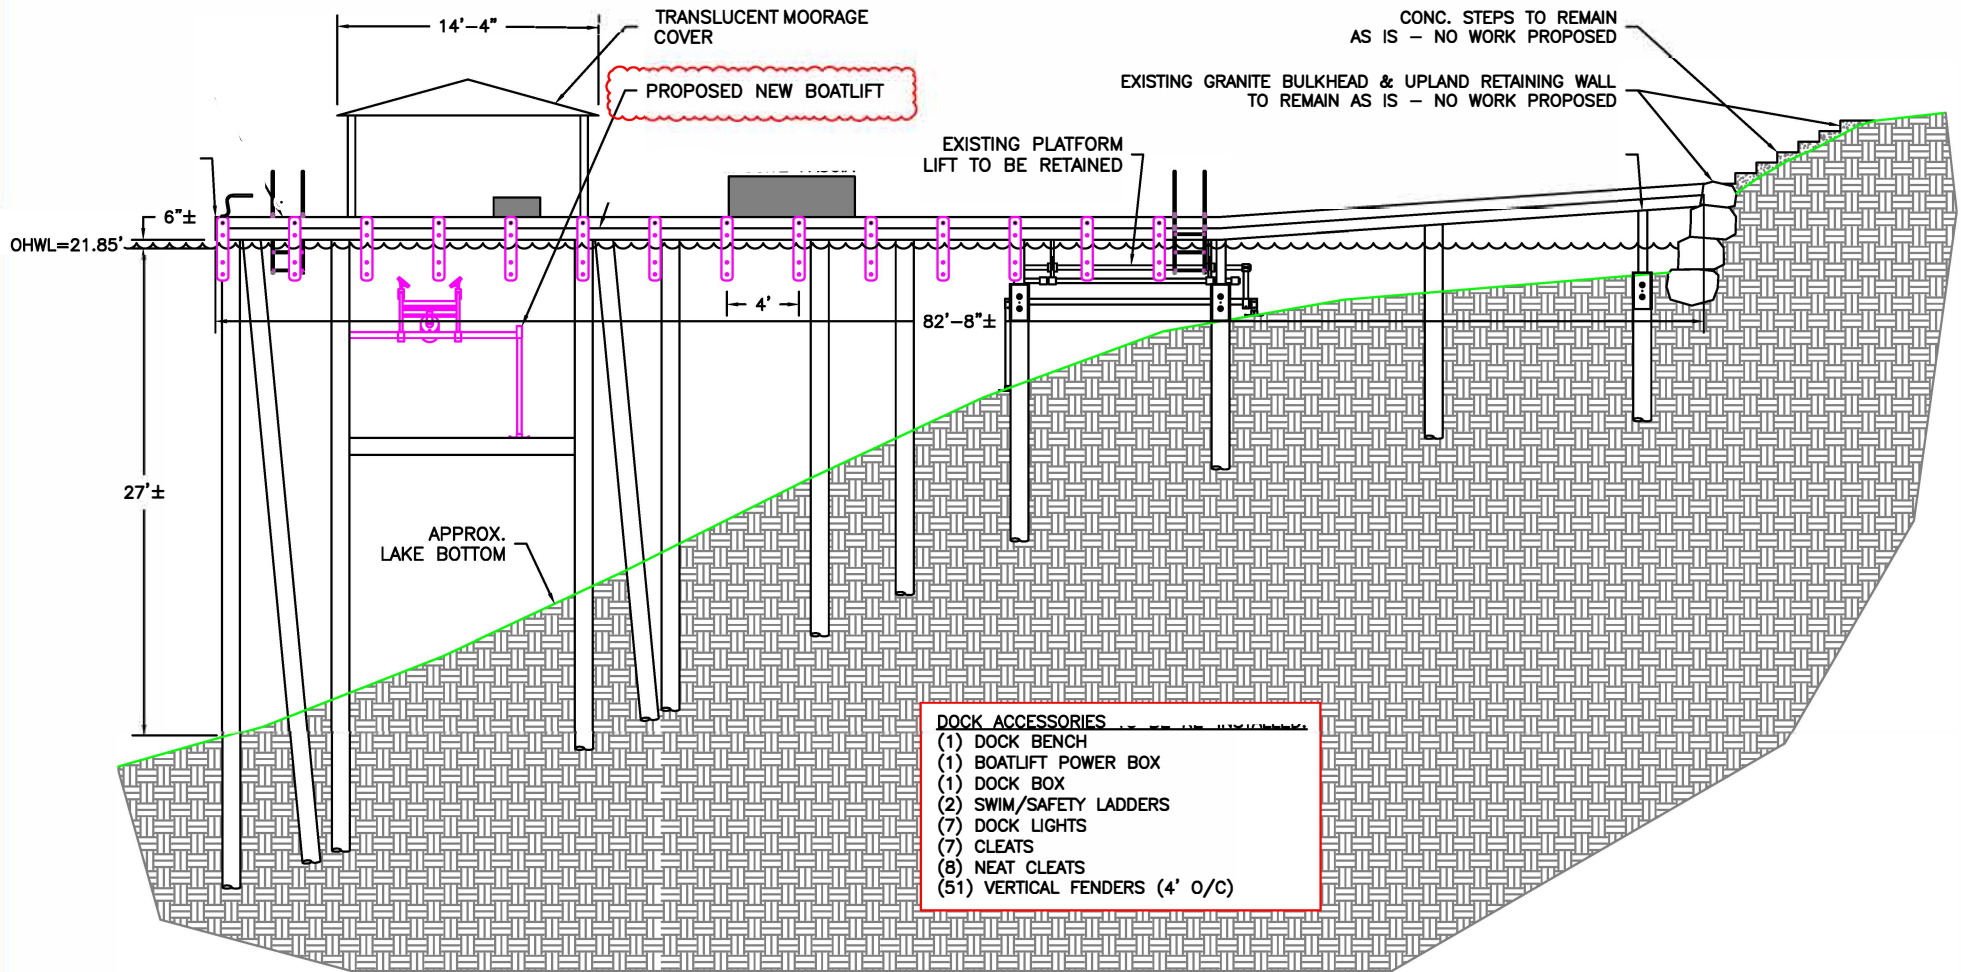 14'-4"
TRANSLUCENT MOORAGE
COVER
PROPOSED NEW BOATLIFT
CONC. STEPS TO REMAIN
AS IS – NO WORK PROPOSED
EXISTING GRANITE BULKHEAD & UPLAND RETAINING WALL
TO REMAIN AS IS – NO WORK PROPOSED
EXISTING PLATFORM
LIFT TO BE RETAINED
6"±
OHWL=21.85'
4'
82'-8"±
27'±
APPROX.
LAKE BOTTOM
DOCK ACCESSORIES
(1) DOCK BENCH
(1) BOATLIFT POWER BOX
(1) DOCK BOX
(2) SWIM/SAFETY LADDERS
(7) DOCK LIGHTS
(7) CLEATS
(8) NEAT CLEATS
(51) VERTICAL FENDERS (4' O/C)